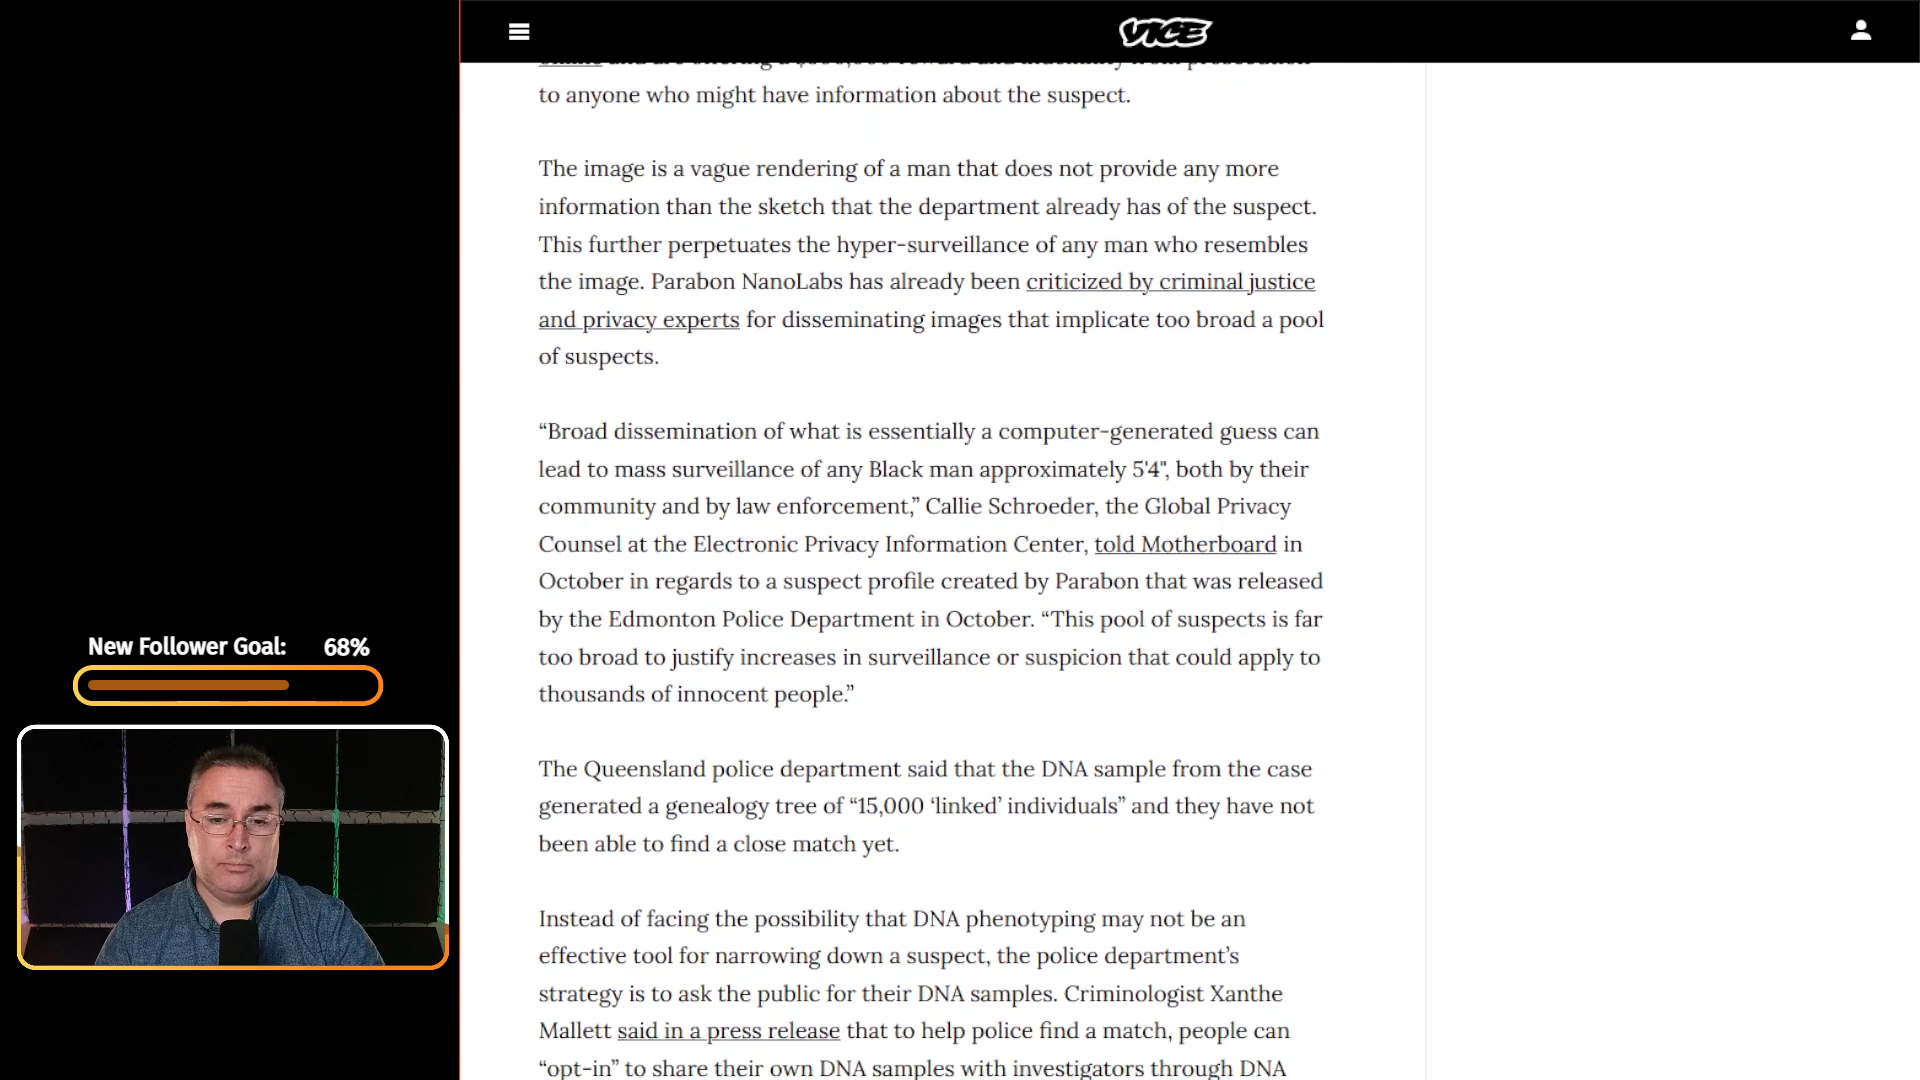 VICE
to anyone who might have information about the suspect.
The image is a vague rendering of a man that does not provide any more
information than the sketch that the department already has of the suspect.
This further perpetuates the hyper-surveillance of any man who resembles
the image. Parabon NanoLabs has already been criticized by criminal justice
and privacy experts for disseminating images that implicate too broad a pool
of suspects.
“Broad dissemination of what is essentially a computer-generated guess can
lead to mass surveillance of any Black man approximately 5'4", both by their
community and by law enforcement,” Callie Schroeder, the Global Privacy
Counsel at the Electronic Privacy Information Center, told Motherboard in
October in regards to a suspect profile created by Parabon that was released
by the Edmonton Police Department in October. “This pool of suspects is far
too broad to justify increases in surveillance or suspicion that could apply to
thousands of innocent people.”
The Queensland police department said that the DNA sample from the case
generated a genealogy tree of “15,000 ‘linked’ individuals” and they have not
been able to find a close match yet.
Instead of facing the possibility that DNA phenotyping may not be an
effective tool for narrowing down a suspect, the police department’s
strategy is to ask the public for their DNA samples. Criminologist Xanthe
Mallett said in a press release that to help police find a match, people can
“opt-in” to share their own DNA samples with investigators through DNA
New Follower Goal: 68%